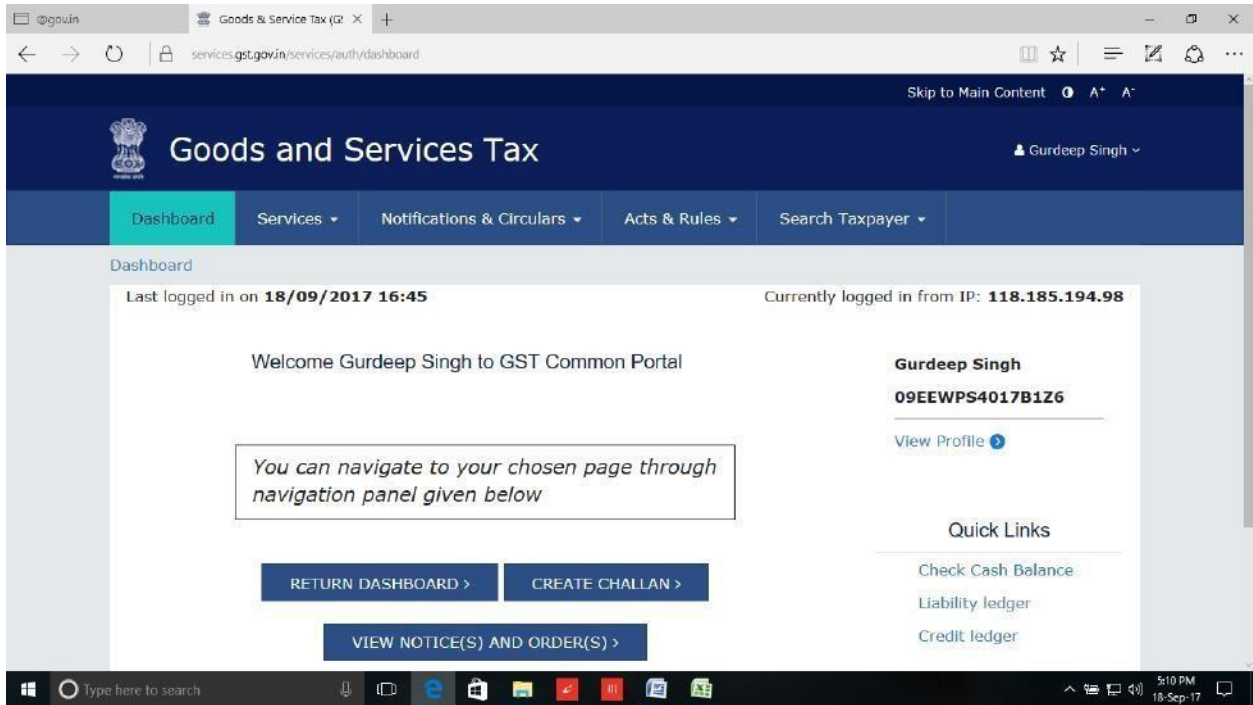 @gov.in
Goods & Service Tax (G!
services.gst.gov.in/services/auth/dashboard
Skip to Main Content A+ A-
Goods and Services Tax
Gurdeep Singh
Dashboard Services Notifications & Circulars Acts & Rules Search Taxpayer
Dashboard
Last logged in on 18/09/2017 16:45 Currently logged in from IP: 118.185.194.98
Welcome Gurdeep Singh to GST Common Portal
Gurdeep Singh
09EEWPS4017B1Z6
View Profile
You can navigate to your chosen page through
navigation panel given below
Quick Links
RETURN DASHBOARD > CREATE CHALLAN >
VIEW NOTICE(S) AND ORDER(S) >
Check Cash Balance
Liability ledger
Credit ledger
Type here to search
5:10 PM
18-Sep-17